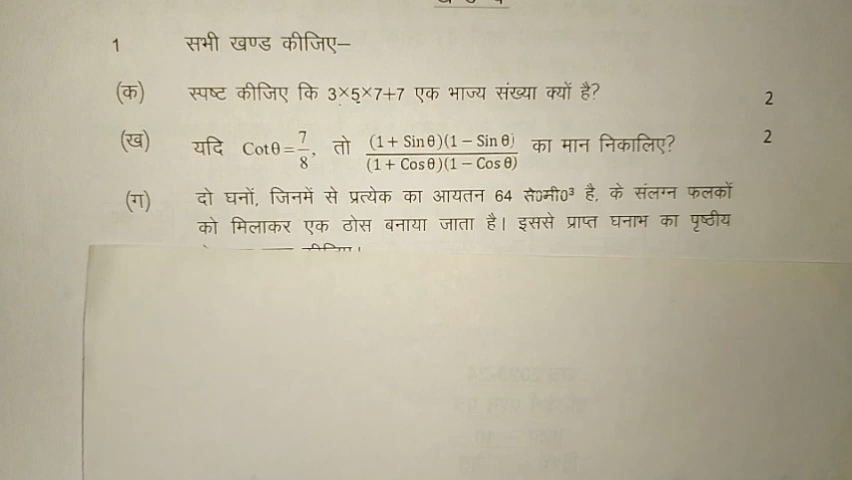 1 सभी खण्ड कीजिए–
(क) स्पष्ट कीजिए कि 3×5×7+7 एक भाज्य संख्या क्यों है? 2
(ख) यदि Cotθ=7/8, तो (1+Sinθ)(1−Sinθ)/(1+Cosθ)(1−Cosθ) का मान निकालिए? 2
(ग) दो घनों, जिनमें से प्रत्येक का आयतन 64 से0मी0³ है, के संलग्न फलकों
को मिलाकर एक ठोस बनाया जाता है। इससे प्राप्त घनाभ का पृष्ठीय